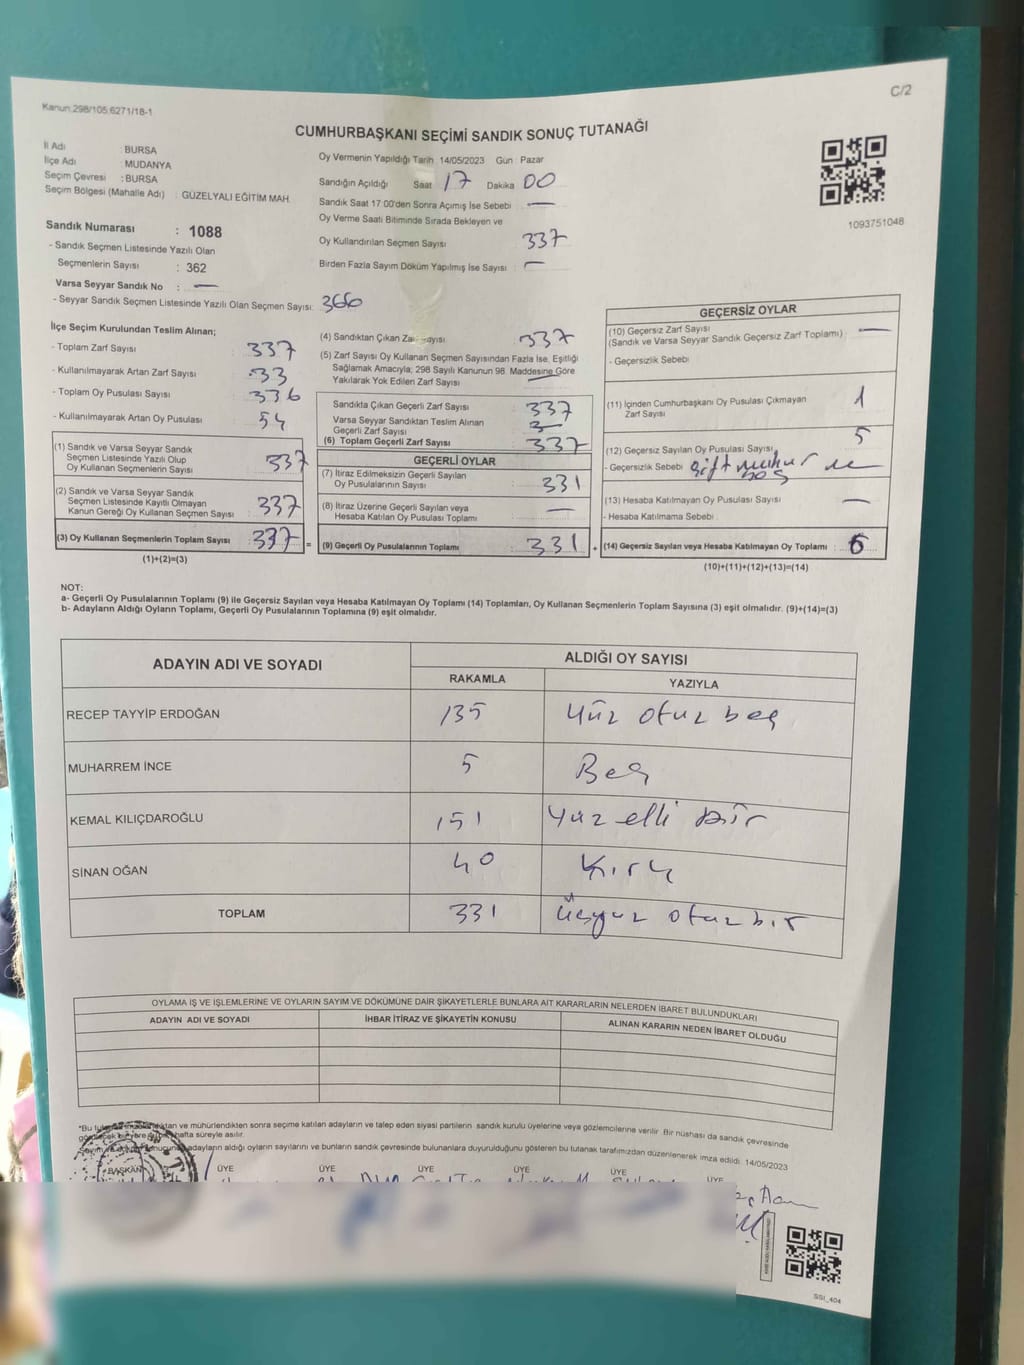 Kanun:298/105,6271/18-1
C/2
CUMHURBAŞKANI SEÇİMİ SANDIK SONUÇ TUTANAĞI
İl Adı : BURSA
İlçe Adı : MUDANYA
Seçim Çevresi : BURSA
Seçim Bölgesi (Mahalle Adı) : GÜZELYALI EĞİTİM MAH.
Sandık Numarası : 1088
- Sandık Seçmen Listesinde Yazılı Olan
Seçmenlerin Sayısı : 362
Varsa Seyyar Sandık No : —
- Seyyar Sandık Seçmen Listesinde Yazılı Olan Seçmen Sayısı: 366
Oy Vermenin Yapıldığı Tarih 14/05/2023 Gün : Pazar
Sandığın Açıldığı Saat 17 Dakika 00
Sandık Saat 17.00'den Sonra Açımış İse Sebebi —
Oy Verme Saati Bitiminde Sırada Bekleyen ve
Oy Kullandırılan Seçmen Sayısı 337
Birden Fazla Sayım Döküm Yapılmış İse Sayısı : —
1093751048
İlçe Seçim Kurulundan Teslim Alınan;
- Toplam Zarf Sayısı 337
- Kullanılmayarak Artan Zarf Sayısı 33
- Toplam Oy Pusulası Sayısı 336
- Kullanılmayarak Artan Oy Pusulası 54
(1) Sandık ve Varsa Seyyar Sandık
Seçmen Listesinde Yazılı Olup
Oy Kullanan Seçmenlerin Sayısı 337
(2) Sandık ve Varsa Seyyar Sandık
Seçmen Listesinde Kayıtlı Olmayan
Kanun Gereği Oy Kullanan Seçmen Sayısı 337
(3) Oy Kullanan Seçmenlerin Toplam Sayısı 337 =
(1)+(2)=(3)
(4) Sandıktan Çıkan Zarf Sayısı 337
(5) Zarf Sayısı Oy Kullanan Seçmen Sayısından Fazla İse, Eşitliği
Sağlamak Amacıyla; 298 Sayılı Kanunun 98. Maddesine Göre
Yakılarak Yok Edilen Zarf Sayısı —
Sandıkta Çıkan Geçerli Zarf Sayısı 337
Varsa Seyyar Sandıktan Teslim Alınan
Geçerli Zarf Sayısı
(6) Toplam Geçerli Zarf Sayısı 337
GEÇERLİ OYLAR
(7) İtiraz Edilmeksizin Geçerli Sayılan
Oy Pusulalarının Sayısı 331
(8) İtiraz Üzerine Geçerli Sayılan veya
Hesaba Katılan Oy Pusulası Toplamı —
(9) Geçerli Oy Pusulalarının Toplamı 331 +
GEÇERSİZ OYLAR
(10) Geçersiz Zarf Sayısı
(Sandık ve Varsa Seyyar Sandık Geçersiz Zarf Toplamı) —
- Geçersizlik Sebebi
(11) İçinden Cumhurbaşkanı Oy Pusulası Çıkmayan
Zarf Sayısı 1
(12) Geçersiz Sayılan Oy Pusulası Sayısı 5
- Geçersizlik Sebebi çift mühür ve
boş
(13) Hesaba Katılmayan Oy Pusulası Sayısı —
- Hesaba Katılmama Sebebi
(14) Geçersiz Sayılan veya Hesaba Katılmayan Oy Toplamı : 6
(10)+(11)+(12)+(13)=(14)
NOT:
a- Geçerli Oy Pusulalarının Toplamı (9) ile Geçersiz Sayılan veya Hesaba Katılmayan Oy Toplamı (14) Toplamları, Oy Kullanan Seçmenlerin Toplam Sayısına (3) eşit olmalıdır. (9)+(14)=(3)
b- Adayların Aldığı Oyların Toplamı, Geçerli Oy Pusulalarının Toplamına (9) eşit olmalıdır.
ADAYIN ADI VE SOYADI ALDIĞI OY SAYISI
RAKAMLA YAZIYLA
RECEP TAYYİP ERDOĞAN 135 Yüz otuz beş
MUHARREM İNCE 5 Beş
KEMAL KILIÇDAROĞLU 151 Yüz elli bir
SİNAN OĞAN 40 Kırk
TOPLAM 331 Üçyüz otuz bir
OYLAMA İŞ VE İŞLEMLERİNE VE OYLARIN SAYIM VE DÖKÜMÜNE DAİR ŞİKAYETLERLE BUNLARA AİT KARARLARIN NELERDEN İBARET BULUNDUKLARI
ADAYIN ADI VE SOYADI İHBAR İTİRAZ VE ŞİKAYETİN KONUSU ALINAN KARARIN NEDEN İBARET OLDUĞU
*Bu ve mühürlendikten sonra seçime katılan adayların ve talep eden siyasi partilerin sandık kurulu üyelerine veya gözlemcilerine verilir. Bir nüshası da sandık çevresinde
hafta süreyle asılır.
adayların aldığı oyların sayılarını ve bunların sandık çevresinde bulunanlara duyurulduğunu gösteren bu tutanak tarafımızdan düzenlenerek imza edildi. 14/05/2023
BAŞKAN ÜYE ÜYE ÜYE ÜYE ÜYE ÜYE
SSI_404